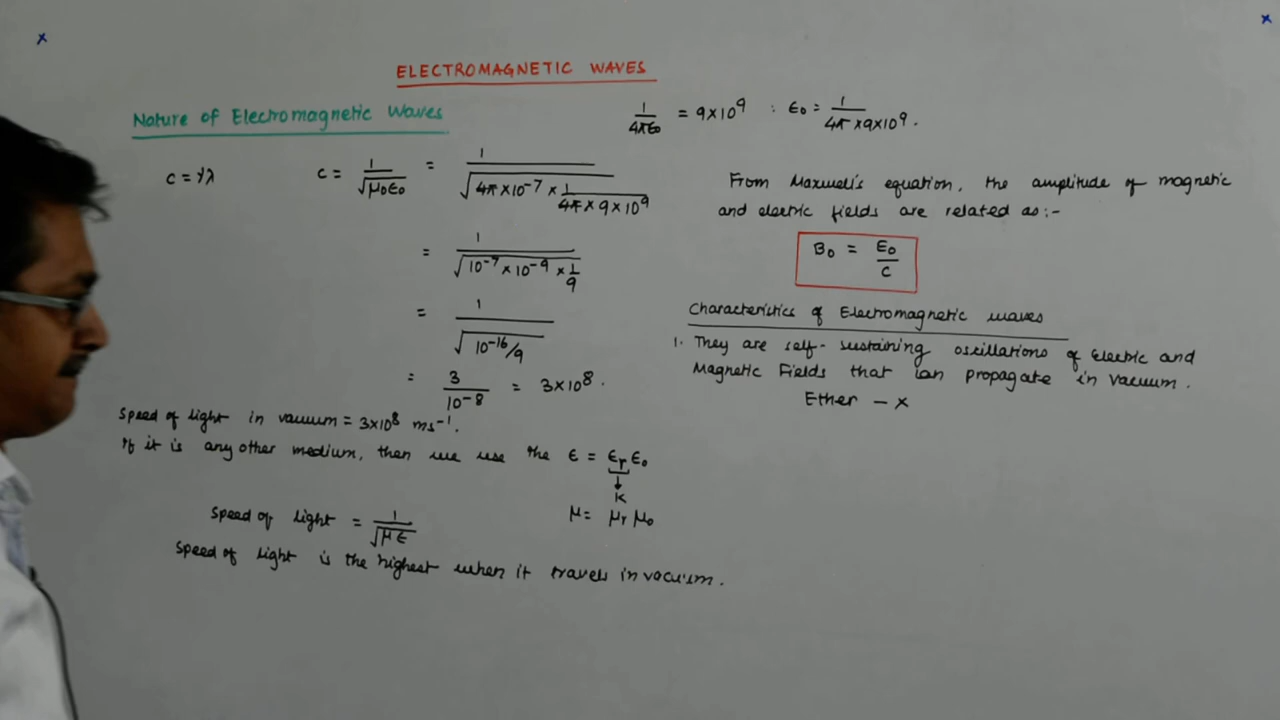 ELECTROMAGNETIC WAVES
Nature of Electromagnetic Waves
1/4πε₀ = 9×10⁹ : ε₀ = 1/4π×9×10⁹.
c = νλ
c = 1/√μ₀ε₀ = 1/√4π×10⁻⁷ × 1/4π×9×10⁹
= 1/√10⁻⁷×10⁻⁹×1/9
= 1/√10⁻¹⁶/9
= 3/10⁻⁸ = 3×10⁸.
Speed of light in vacuum = 3×10⁸ ms⁻¹.
If it is any other medium, then we use the ε = εᵣε₀
↓
K
μ = μᵣμ₀
Speed of light = 1/√με
Speed of light is the highest when it travels in vacuum.
From Maxwell's equation, the amplitude of magnetic
and electric fields are related as:-
B₀ = E₀/c
Characteristics of Electromagnetic waves
1. They are self-sustaining oscillations of Electric and
Magnetic Fields that can propagate in vacuum.
Ether – x